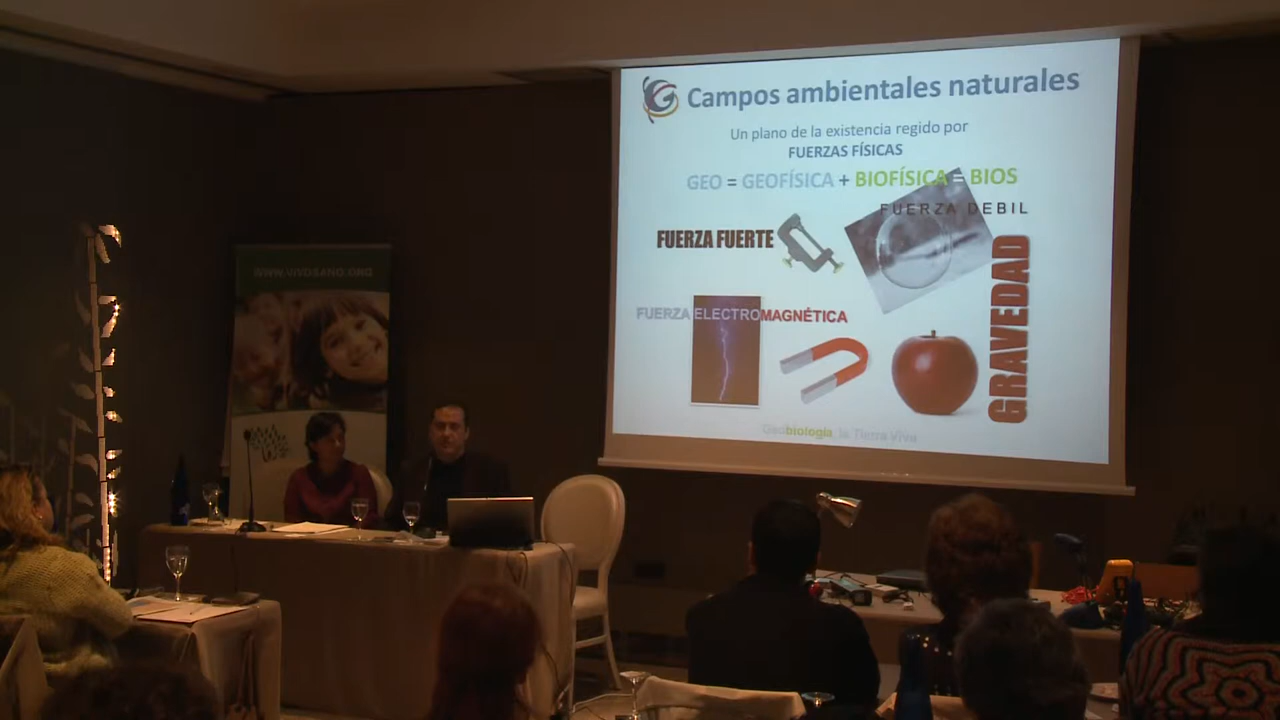 Campos ambientales naturales
Un plano de la existencia regido por
FUERZAS FÍSICAS
GEO = GEOFÍSICA + BIOFÍSICA = BIOS
FUERZA DEBIL
FUERZA FUERTE
GRAVEDAD
FUERZA ELECTROMAGNÉTICA
Geobiología, la Tierra Viva
WWW.VIVOSANO.ORG